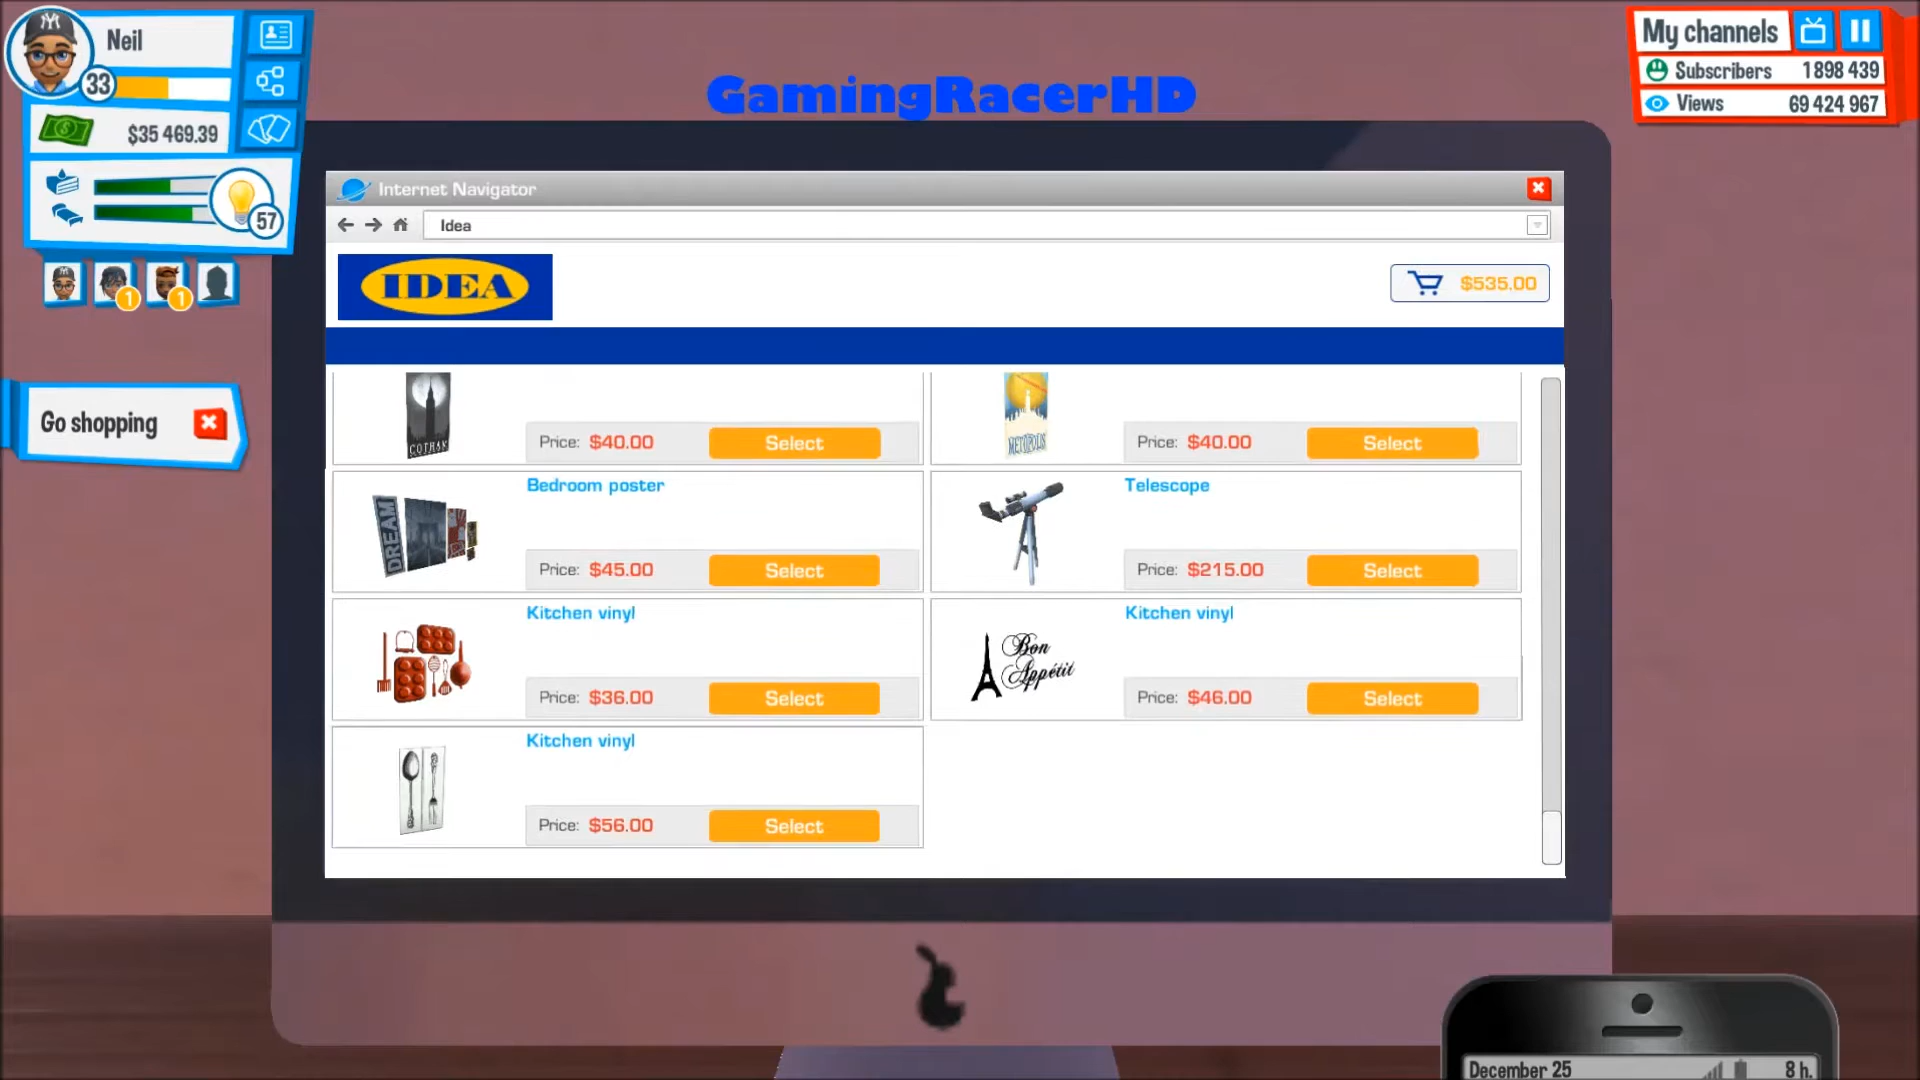 Neil
33
$35 469.39
57
1
1
Go shopping
GamingRacerHD
My channels
Subscribers 1 898 439
Views 69 424 967
Internet Navigator
Idea
IDEA
$535.00
GOTHAM
Price: $40.00 Select
METROPOLIS
Price: $40.00 Select
Bedroom poster
DREAM
Price: $45.00 Select
Telescope
Price: $215.00 Select
Kitchen vinyl
Price: $36.00 Select
Kitchen vinyl
Bon
Appétit
Price: $46.00 Select
Kitchen vinyl
Price: $56.00 Select
December 25 8 h.